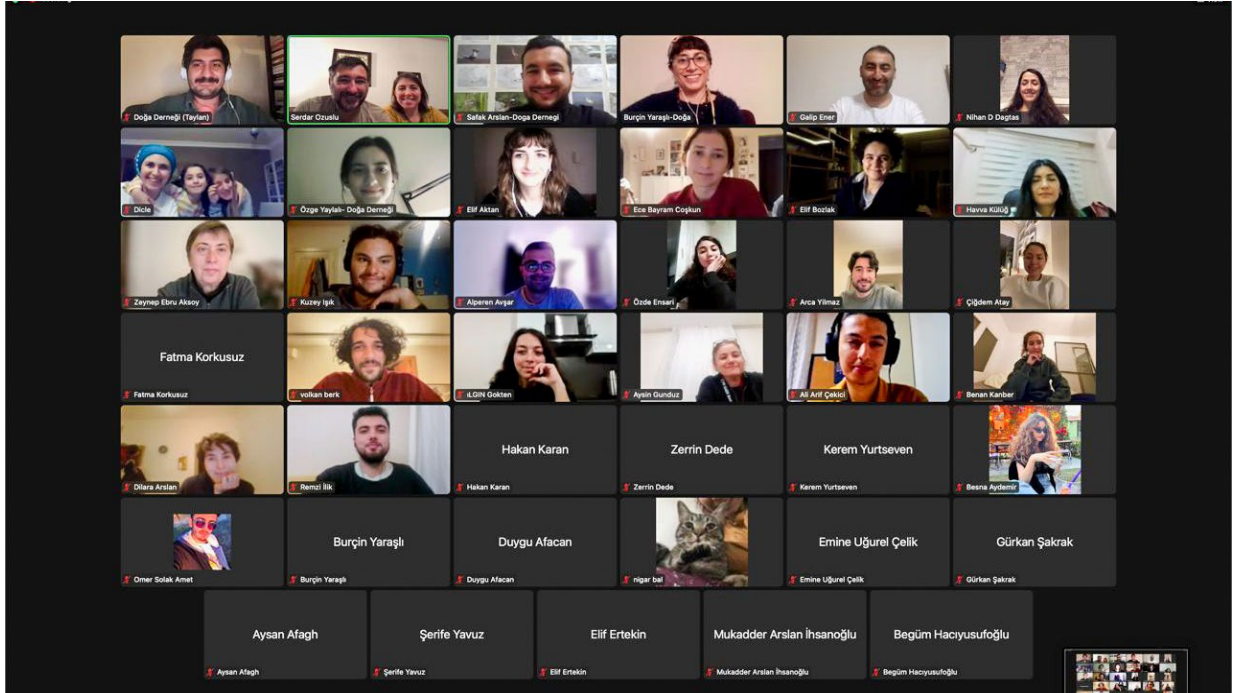 Doğa Derneği (Taylan)
Serdar Ozuslu
Safak Arslan-Doga Dernegi
Burçin Yaraşlı-Doğa
Galip Ener
Nihan D Dagtas
Dicle
Özge Yaylalı- Doğa Derneği
Elif Aktan
Ece Bayram Coşkun
Elif Bozlak
Havva Külüğ
Zeynep Ebru Aksoy
Kuzey Işık
Alperen Avşar
Özde Ensari
Arca Yilmaz
Çiğdem Atay
Fatma Korkusuz
Fatma Korkusuz
volkan berk
ıLGIN Gokten
Aysin Gunduz
Ali Arif Çekici
Benan Kanber
Dilara Arslan
Remzi İlik
Hakan Karan
Hakan Karan
Zerrin Dede
Zerrin Dede
Kerem Yurtseven
Kerem Yurtseven
Besna Aydemir
Omer Solak Amet
Burçin Yaraşlı
Burçin Yaraşlı
Duygu Afacan
Duygu Afacan
nigar bal
Emine Uğurel Çelik
Emine Uğurel Çelik
Gürkan Şakrak
Gürkan Şakrak
Aysan Afagh
Aysan Afagh
Şerife Yavuz
Şerife Yavuz
Elif Ertekin
Elif Ertekin
Mukadder Arslan İhsanoğlu
Mukadder Arslan İhsanoğlu
Begüm Hacıyusufoğlu
Begüm Hacıyusufoğlu